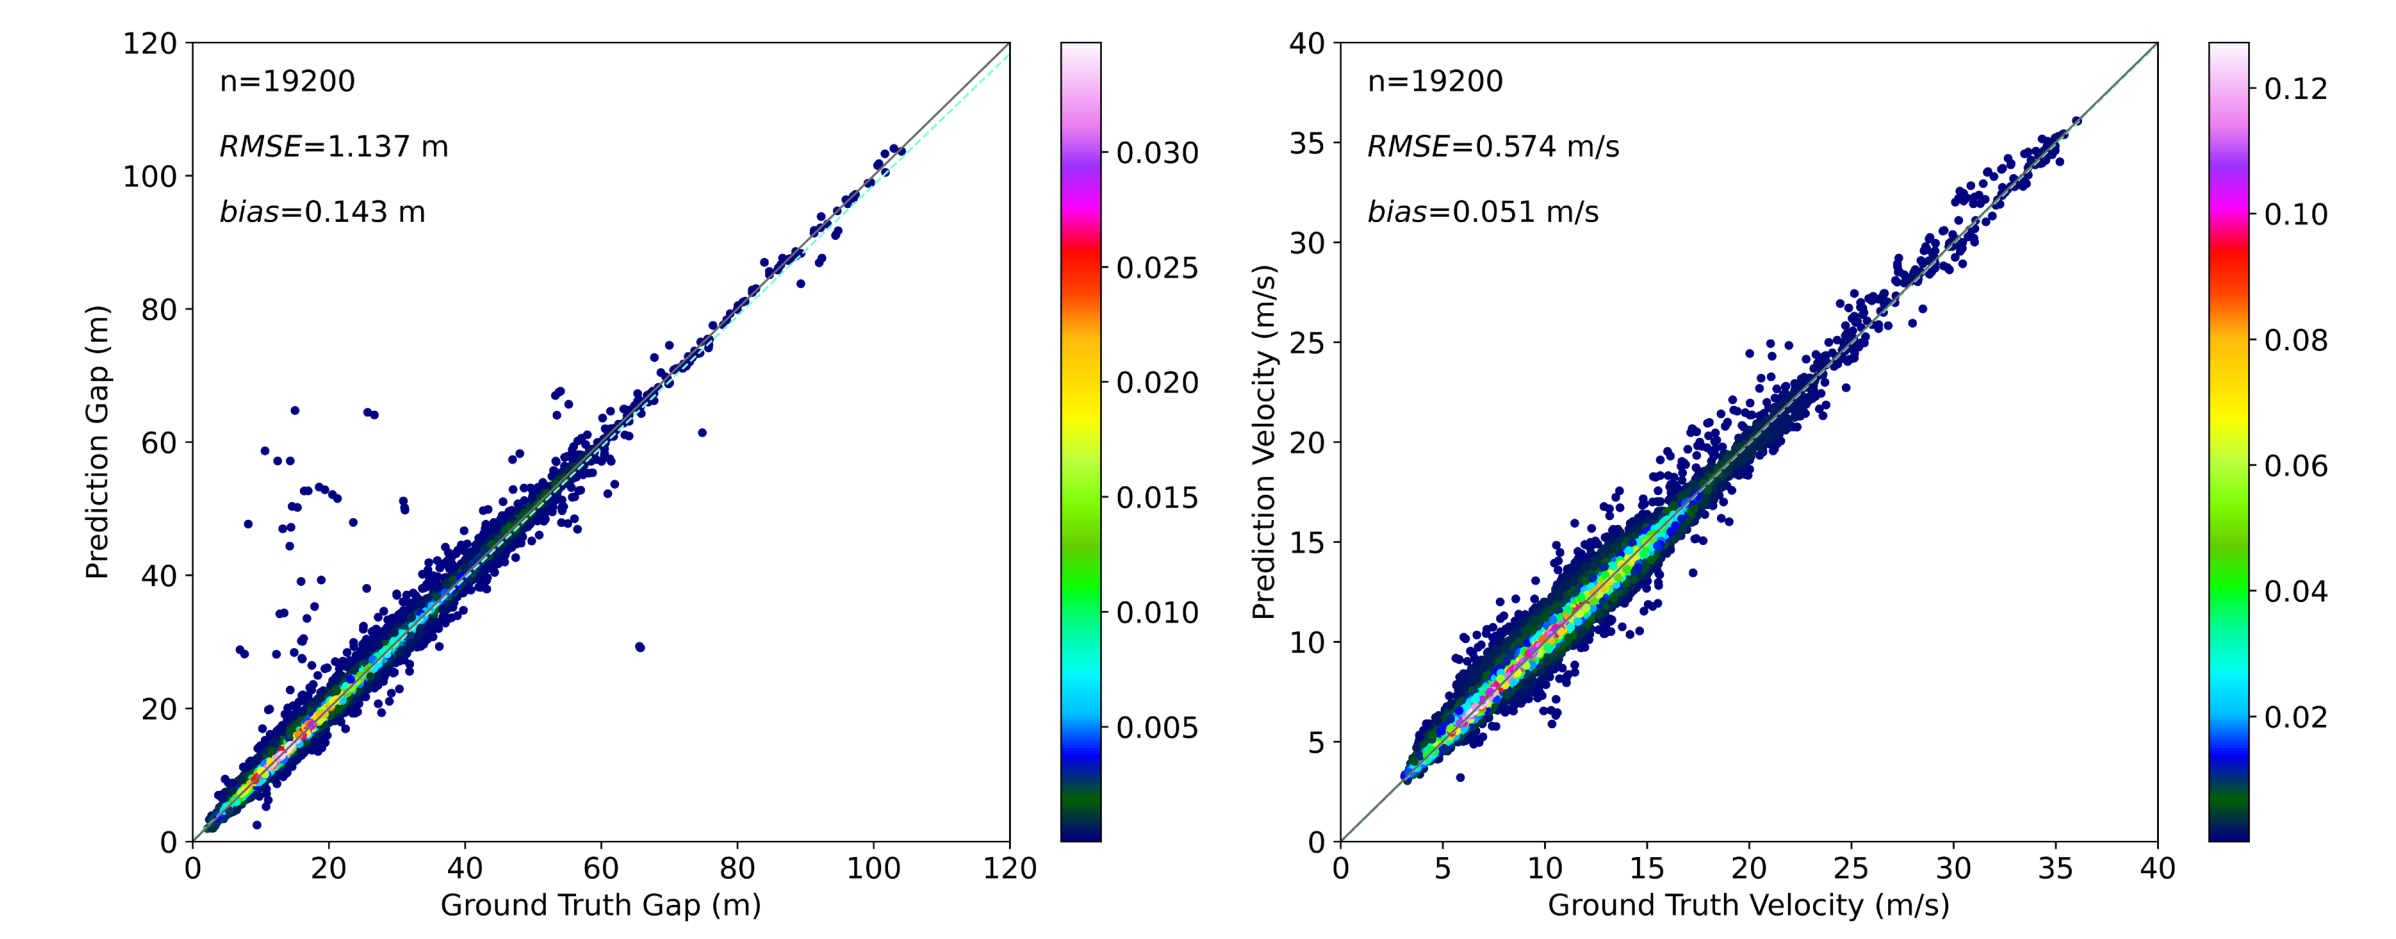 120
100
80
60
40
20
0
Prediction Gap (m)
n=19200
RMSE=1.137 m
bias=0.143 m
0 20 40 60 80 100 120
Ground Truth Gap (m)
0.030
0.025
0.020
0.015
0.010
0.005
40
35
30
25
20
15
10
5
0
Prediction Velocity (m/s)
n=19200
RMSE=0.574 m/s
bias=0.051 m/s
0 5 10 15 20 25 30 35 40
Ground Truth Velocity (m/s)
0.12
0.10
0.08
0.06
0.04
0.02